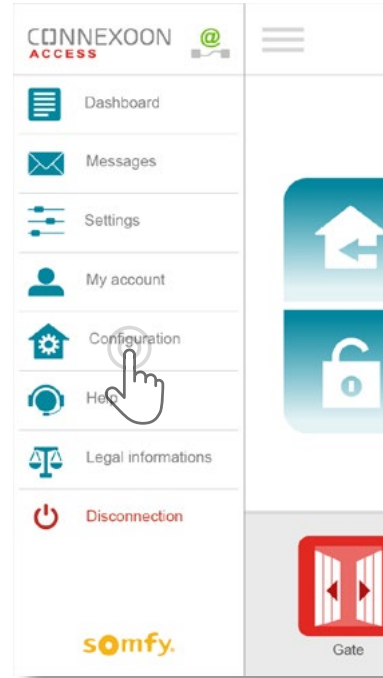 CONNEXOON @
ACCESS
Dashboard
Messages
Settings
My account
Configuration
Help
Legal informations
Disconnection
somfy.
Gate